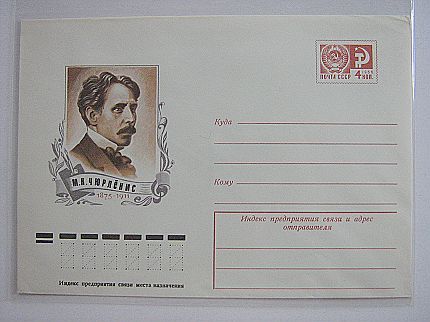 ПОЧТА СССР
4 КОП.
1966
Куда
М.К. ЧЮРЛЁНИС
1875-1911
Кому
Индекс предприятия связи и адрес
отправителя
Индекс предприятия связи места назначения